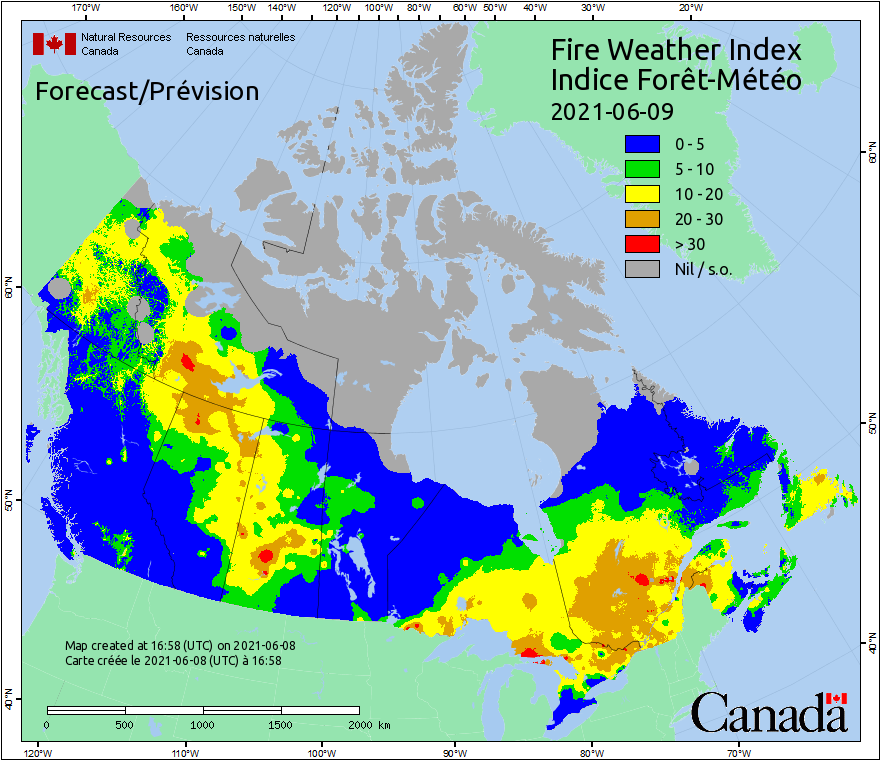 170°W 160°W 150°W 140°W 130°W 120°W 110°W 100°W 90°W 80°W 70°W 60°W 50°W 40°W 30°W 20°W
Natural Resources Ressources naturelles
Canada Canada
Forecast/Prévision
Fire Weather Index
Indice Forêt-Météo
2021-06-09
0 - 5
5 - 10
10 - 20
20 - 30
> 30
Nil / s.o.
60°N
50°N
40°N
60°N
50°N
40°N
Map created at 16:58 (UTC) on 2021-06-08
Carte créée le 2021-06-08 (UTC) à 16:58
0 500 1000 1500 2000 km
Canada
120°W 110°W 100°W 90°W 80°W 70°W